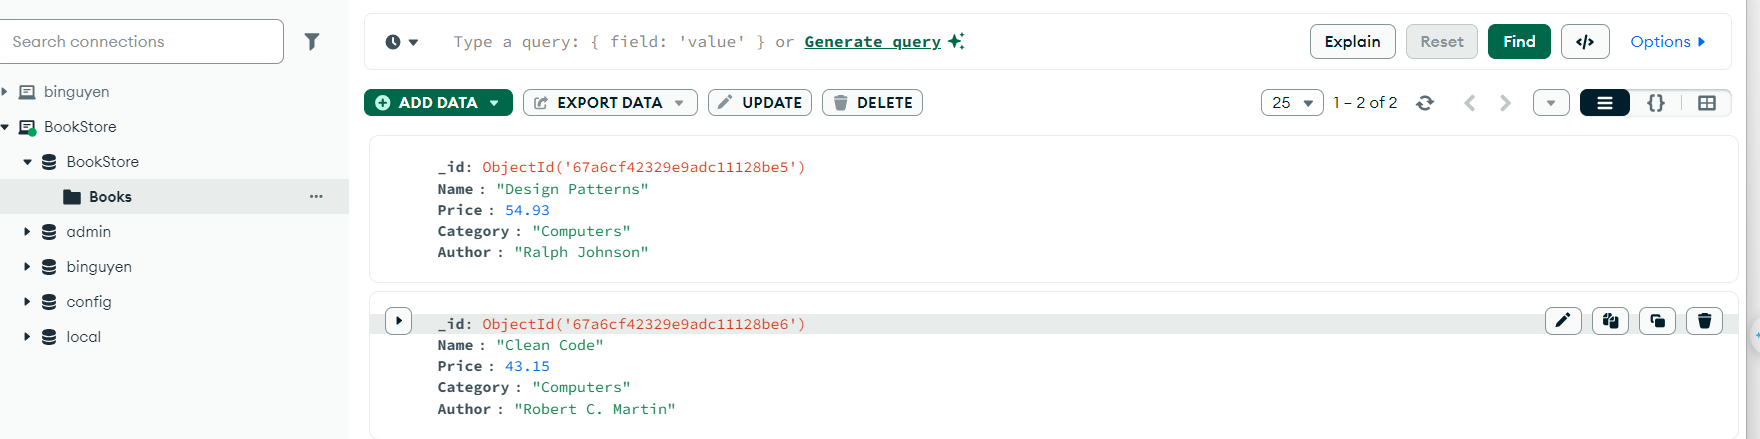 Search connections
binguyen
BookStore
BookStore
Books
admin
binguyen
config
local
Type a query: { field: 'value' } or Generate query
Explain
Reset
Find
</>
Options
ADD DATA
EXPORT DATA
UPDATE
DELETE
25
1 – 2 of 2
{}
_id: ObjectId('67a6cf42329e9adc11128be5')
Name : "Design Patterns"
Price : 54.93
Category : "Computers"
Author : "Ralph Johnson"
_id: ObjectId('67a6cf42329e9adc11128be6')
Name : "Clean Code"
Price : 43.15
Category : "Computers"
Author : "Robert C. Martin"